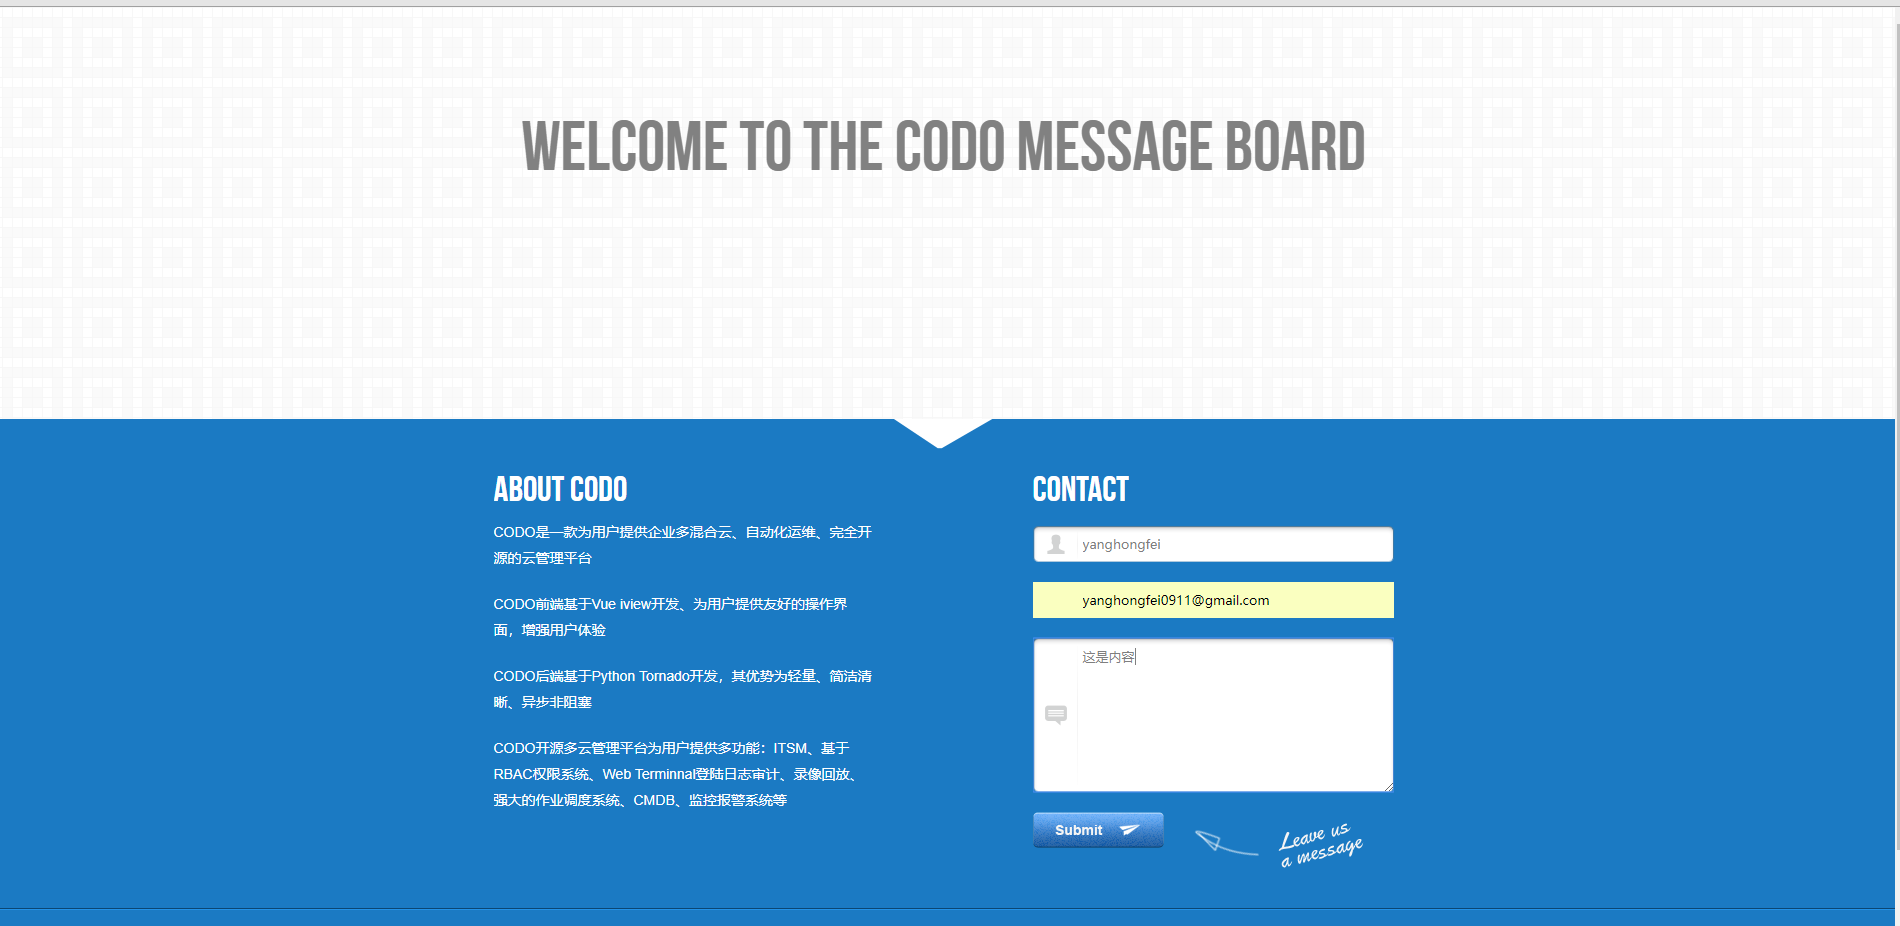 WELCOME TO THE CODO MESSAGE BOARD
ABOUT CODO
CODO是一款为用户提供企业多混合云、自动化运维、完全开
源的云管理平台
CODO前端基于Vue iview开发、为用户提供友好的操作界
面，增强用户体验
CODO后端基于Python Tornado开发，其优势为轻量、简洁清
晰、异步非阻塞
CODO开源多云管理平台为用户提供多功能：ITSM、基于
RBAC权限系统、Web Terminnal登陆日志审计、录像回放、
强大的作业调度系统、CMDB、监控报警系统等
CONTACT
yanghongfei
yanghongfei0911@gmail.com
这是内容
Submit
Leave us
a message